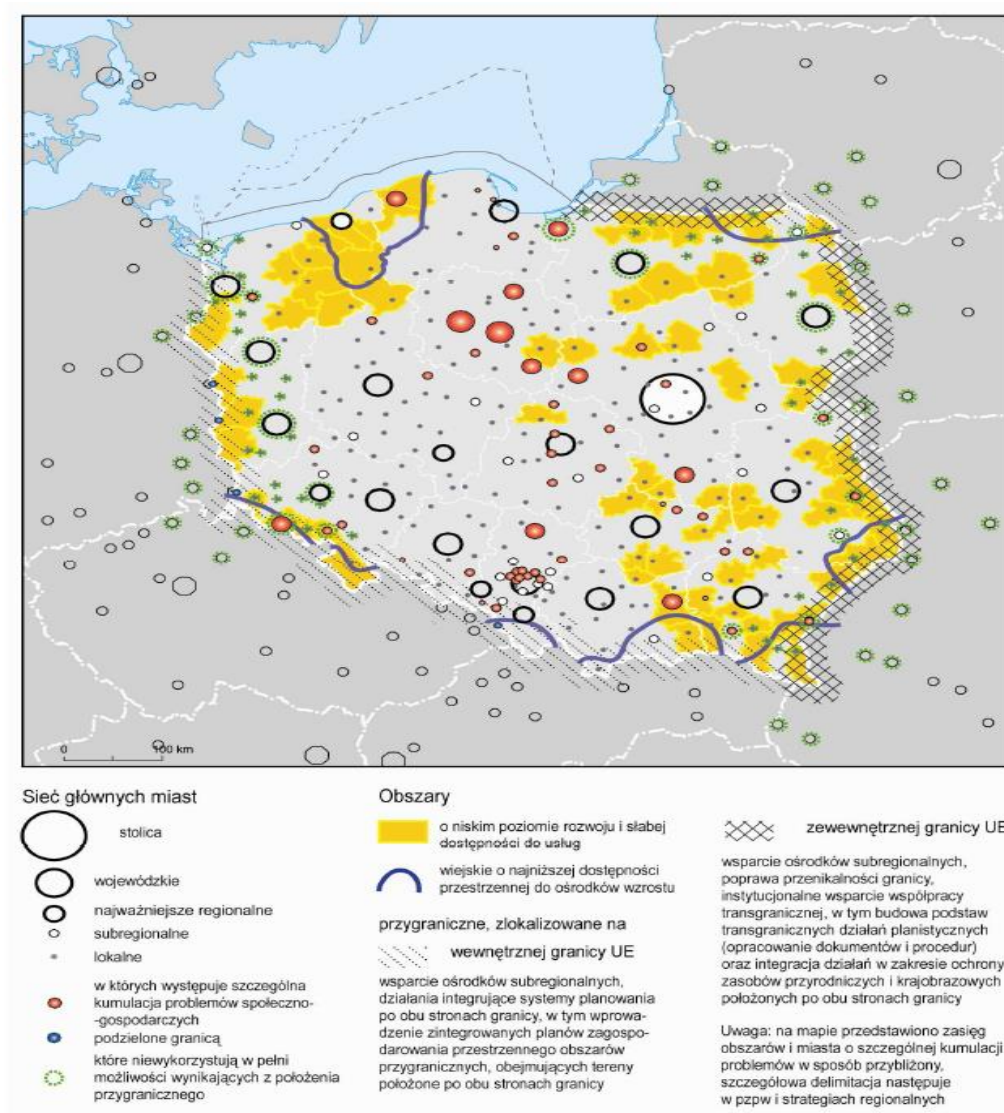 0
100 km
Sieć głównych miast
stolica
wojewódzkie
najważniejsze regionalne
subregionalne
lokalne
w których występuje szczególna
kumulacja problemów społeczno-
-gospodarczych
podzielone granicą
które niewykorzystują w pełni
możliwości wynikających z położenia
przygranicznego
Obszary
o niskim poziomie rozwoju i słabej
dostępności do usług
wiejskie o najniższej dostępności
przestrzennej do ośrodków wzrostu
przygraniczne, zlokalizowane na
wewnętrznej granicy UE
wsparcie ośrodków subregionalnych,
działania integrujące systemy planowania
po obu stronach granicy, w tym wprowa-
dzenie zintegrowanych planów zagospo-
darowania przestrzennego obszarów
przygranicznych, obejmujących tereny
położone po obu stronach granicy
zewewnętrznej granicy UE
wsparcie ośrodków subregionalnych,
poprawa przenikalności granicy,
instytucjonalne wsparcie współpracy
transgranicznej, w tym budowa podstaw
transgranicznych działań planistycznych
(opracowanie dokumentów i procedur)
oraz integracja działań w zakresie ochrony
zasobów przyrodniczych i krajobrazowych
położonych po obu stronach granicy
Uwaga: na mapie przedstawiono zasięg
obszarów i miasta o szczególnej kumulacji
problemów w sposób przybliżony,
szczegółowa delimitacja następuje
w pzpw i strategiach regionalnych